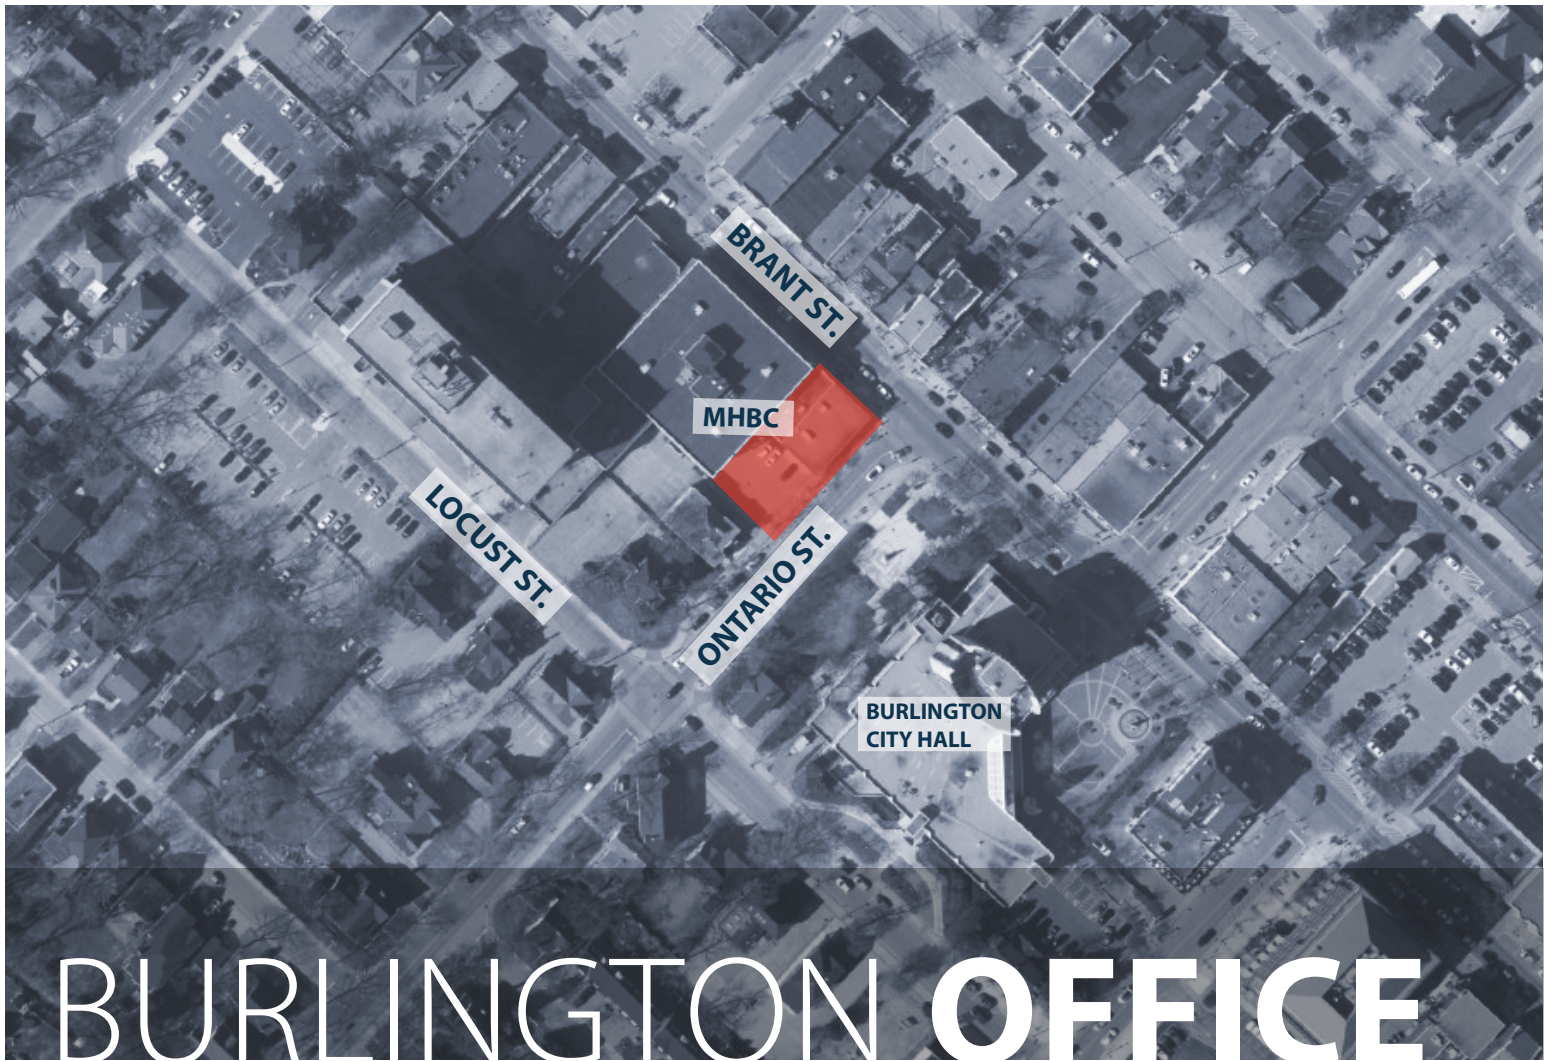 BRANT ST.
MHBC
LOCUST ST.
ONTARIO ST.
BURLINGTON
CITY HALL
BURLINGTON OFFICE